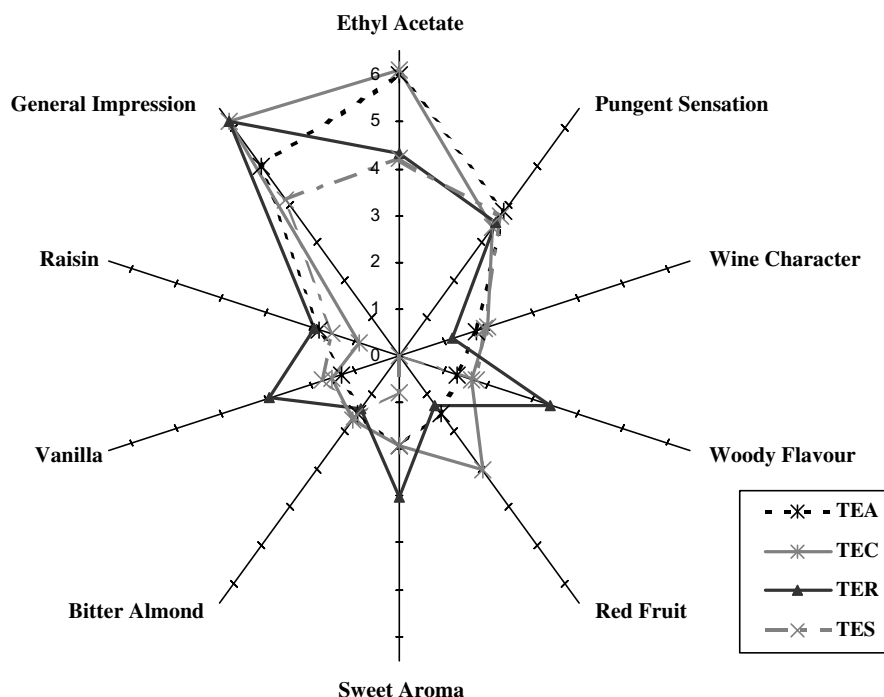 Ethyl Acetate
General Impression
Pungent Sensation
6
5
4
3
2
1
0
Raisin
Wine Character
Vanilla
Woody Flavour
Bitter Almond
Red Fruit
Sweet Aroma
TEA
TEC
TER
TES